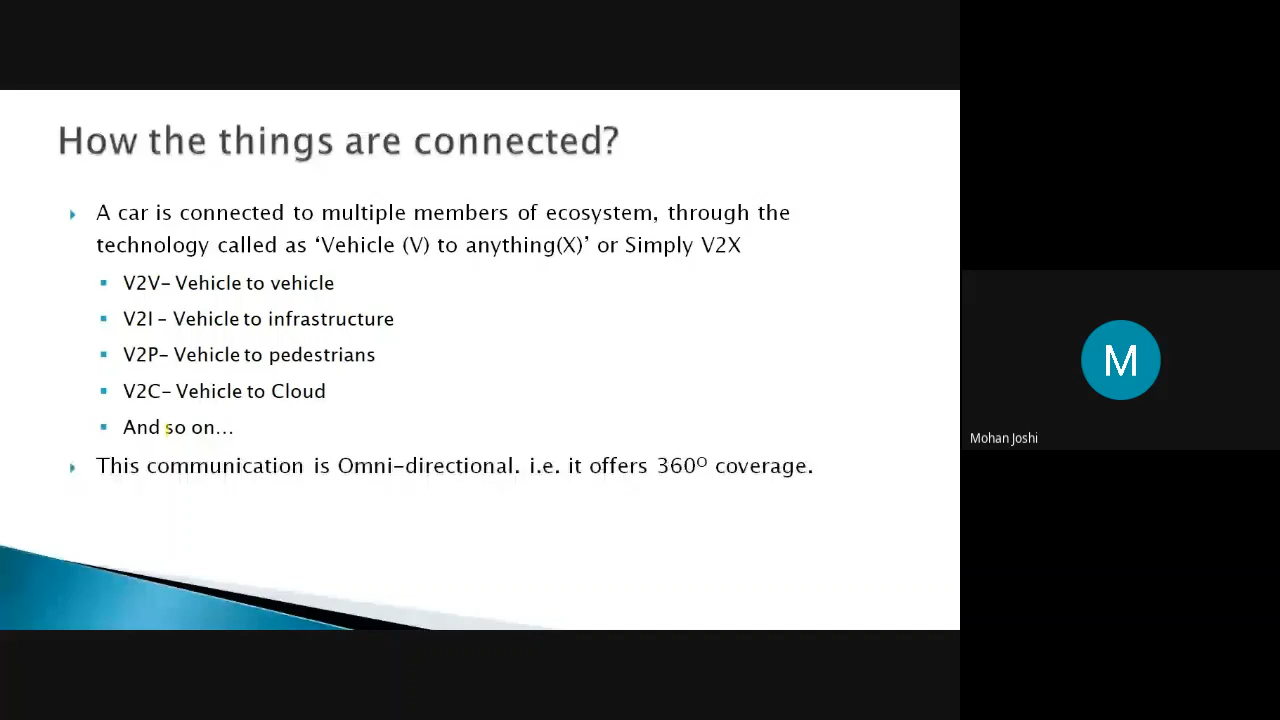 How the things are connected?
A car is connected to multiple members of ecosystem, through the
technology called as ‘Vehicle (V) to anything(X)’ or Simply V2X
V2V– Vehicle to vehicle
V2I – Vehicle to infrastructure
V2P– Vehicle to pedestrians
V2C– Vehicle to Cloud
And so on…
This communication is Omni-directional. i.e. it offers 360º coverage.
M
Mohan Joshi